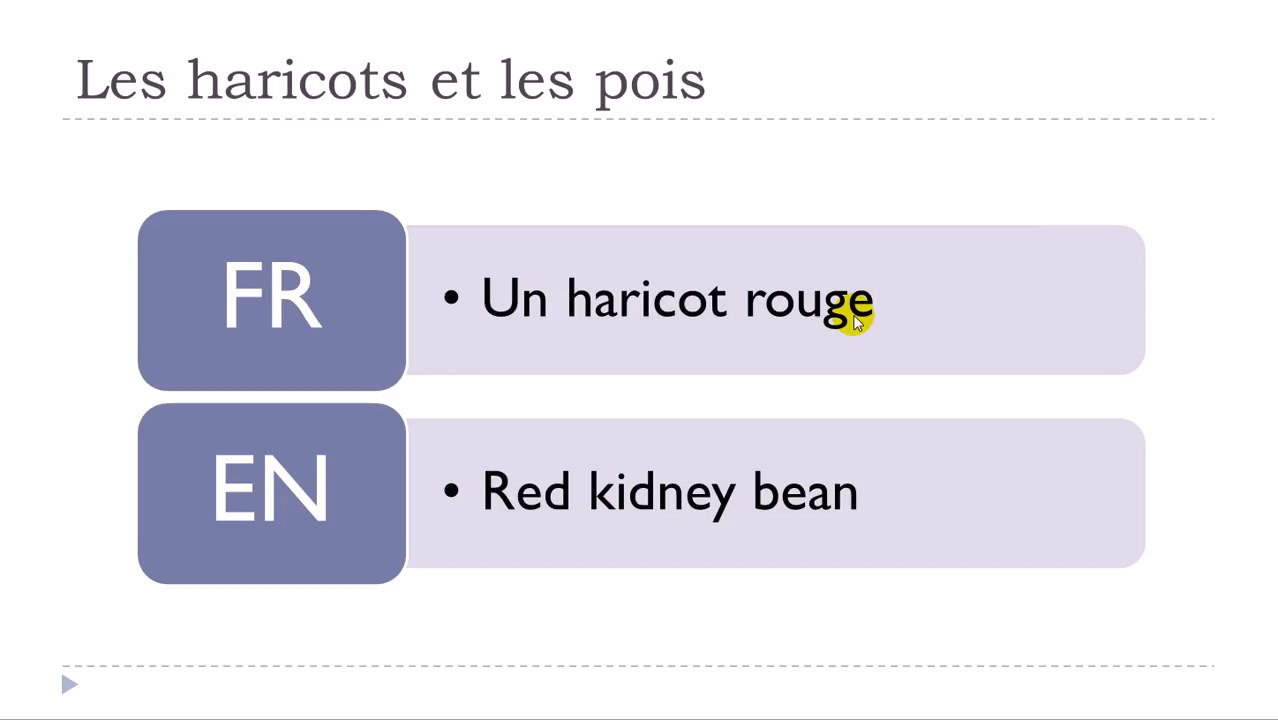 Les haricots et les pois
FR
• Un haricot rouge
EN
• Red kidney bean